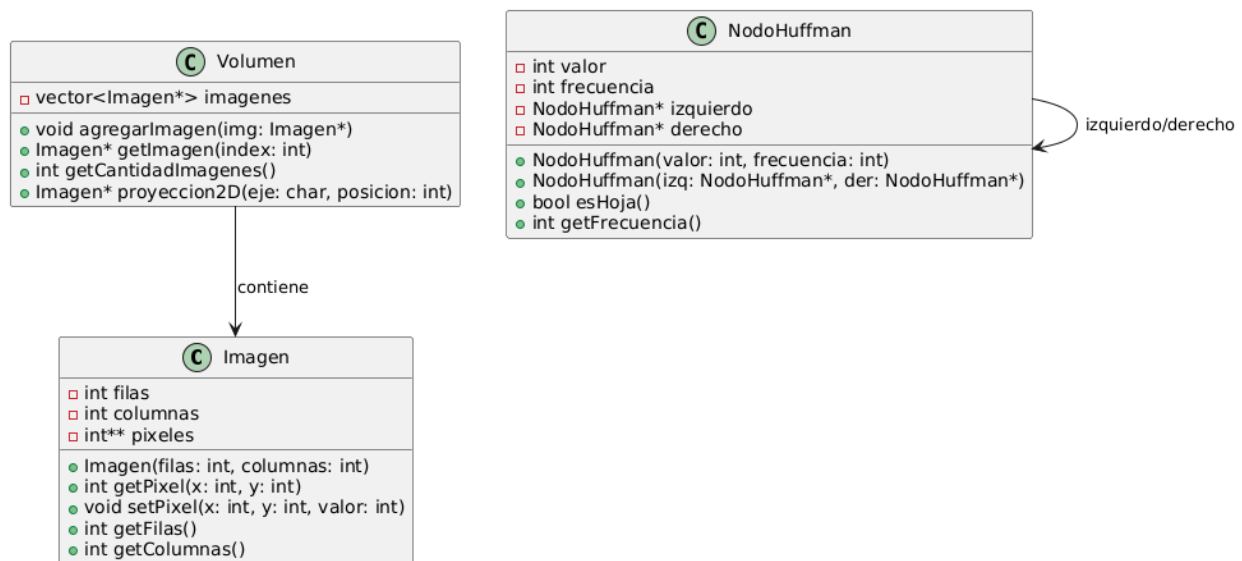 C Volumen
vector<Imagen*> imagenes
void agregarImagen(img: Imagen*)
Imagen* getImagen(index: int)
int getCantidadImagenes()
Imagen* proyeccion2D(eje: char, posicion: int)
C NodoHuffman
int valor
int frecuencia
NodoHuffman* izquierdo
NodoHuffman* derecho
NodoHuffman(valor: int, frecuencia: int)
NodoHuffman(izq: NodoHuffman*, der: NodoHuffman*)
bool esHoja()
int getFrecuencia()
izquierdo/derecho
contiene
C Imagen
int filas
int columnas
int** pixeles
Imagen(filas: int, columnas: int)
int getPixel(x: int, y: int)
void setPixel(x: int, y: int, valor: int)
int getFilas()
int getColumnas()